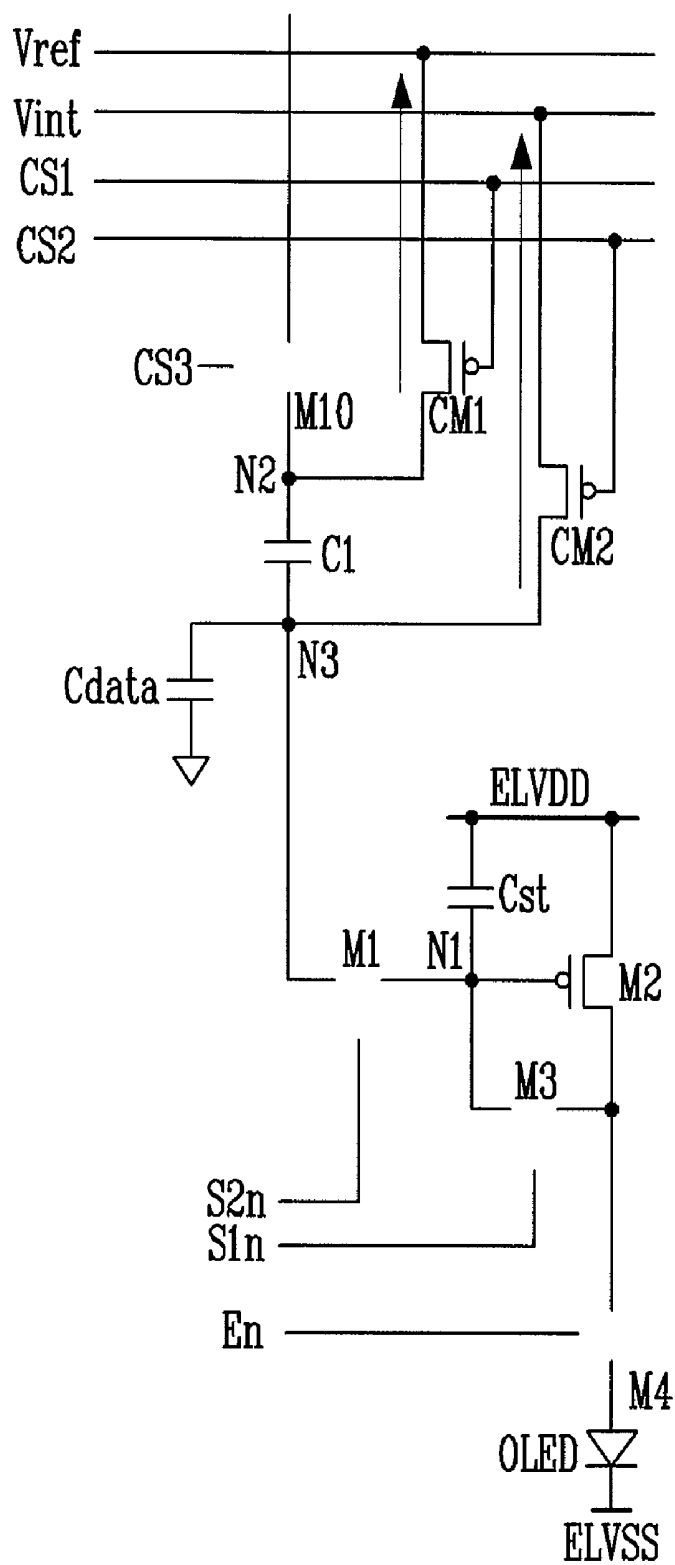 Vref
Vint
CS1
CS2
CS3
M10
CM1
N2
C1
CM2
N3
Cdata
ELVDD
Cst
M1
N1
M2
M3
S2n
S1n
En
M4
OLED
ELVSS